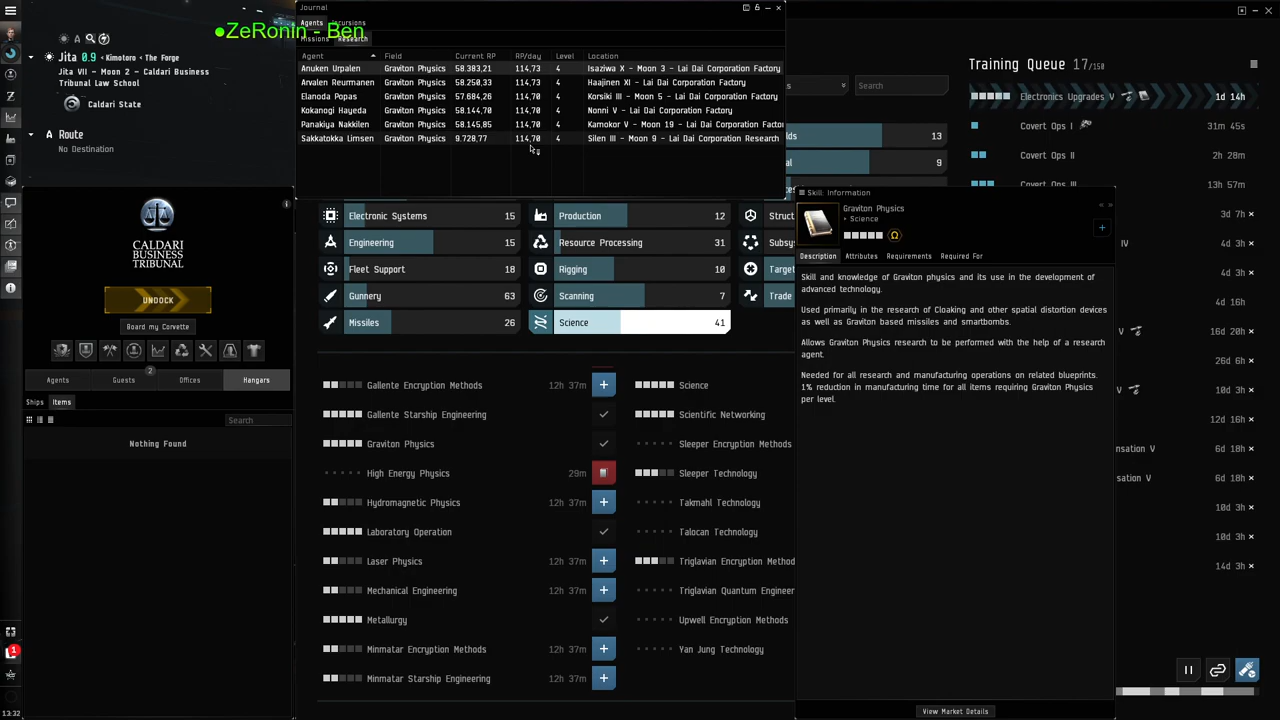 ●ZeRonin - Ben
Jita 0.9 < Kimotoro < The Forge
Jita VII - Moon 2 - Caldari Business
Tribunal Law School
Caldari State
Route
No Destination
CALDARI
BUSINESS
TRIBUNAL
UNDOCK
Board my Corvette
2
Agents Guests Offices Hangars
Ships Items
Search
Nothing Found
1
13:32
Journal
Agents Incursions
Missions Research
Agent Field Current RP RP/day Level Location
Anuken Urpalen Graviton Physics 58.383,21 114,73 4 Isaziwa X - Moon 3 - Lai Dai Corporation Factory
Arvalen Reurmanen Graviton Physics 58.250,33 114,73 4 Haajinen XI - Lai Dai Corporation Factory
Elanoda Popas Graviton Physics 57.684,26 114,70 4 Korsiki III - Moon 5 - Lai Dai Corporation Factory
Kokanogi Hayeda Graviton Physics 58.144,70 114,70 4 Nonni V - Lai Dai Corporation Factory
Panakiya Nakkilen Graviton Physics 58.145,85 114,70 4 Kamokor V - Moon 19 - Lai Dai Corporation Factor
Sakkatokka Limsen Graviton Physics 9.728,77 114,70 4 Silen III - Moon 9 - Lai Dai Corporation Research
Search
13
9
Electronic Systems 15
Production 12
Struct
Engineering 15
Resource Processing 31
Subsy
Fleet Support 18
Rigging 10
Target
Gunnery 63
Scanning 7
Trade
Missiles 26
Science 41
Gallente Encryption Methods 12h 37m
Science
Gallente Starship Engineering
Scientific Networking
Graviton Physics
Sleeper Encryption Methods
High Energy Physics 29m
Sleeper Technology
Hydromagnetic Physics 12h 37m
Takmahl Technology
Laboratory Operation
Talocan Technology
Laser Physics 12h 37m
Triglavian Encryption Method
Mechanical Engineering 12h 37m
Triglavian Quantum Engineer
Metallurgy
Upwell Encryption Methods
Minmatar Encryption Methods 12h 37m
Yan Jung Technology
Minmatar Starship Engineering 12h 37m
Skill: Information
Graviton Physics
Science
Description Attributes Requirements Required For
Skill and knowledge of Graviton physics and its use in the development of
advanced technology.
Used primarily in the research of Cloaking and other spatial distortion devices
as well as Graviton based missiles and smartbombs.
Allows Graviton Physics research to be performed with the help of a research
agent.
Needed for all research and manufacturing operations on related blueprints.
1% reduction in manufacturing time for all items requiring Graviton Physics
per level.
View Market Details
Training Queue 17/150
Electronics Upgrades V 1d 14h
Covert Ops I 31m 45s
Covert Ops II 2h 28m
Covert Ops III 13h 57m
3d 7h
IV 4d 3h
4d 3h
4d 16h
16d 20h
26d 6h
12d 16h
nsation V 6d 18h
sation V 6d 18h
10d 3h
10d 3h
14d 3h